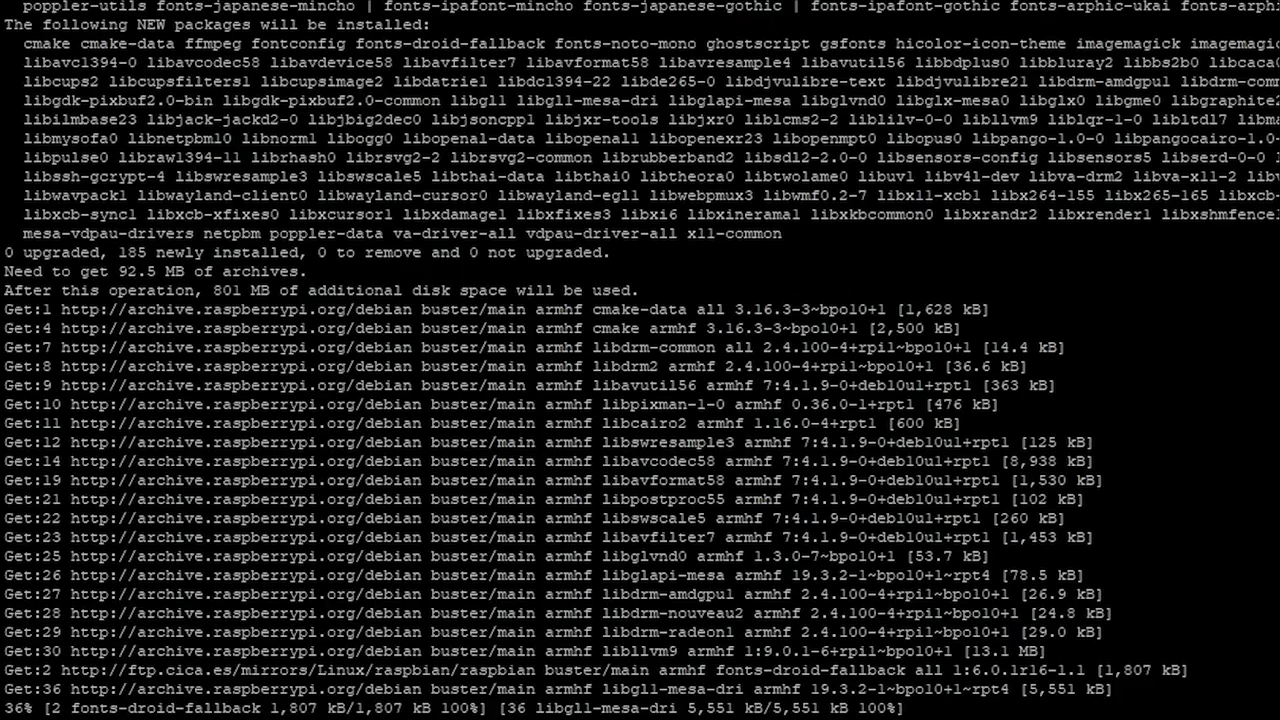 poppler-utils fonts-japanese-mincho | fonts-ipafont-mincho fonts-japanese-gothic | fonts-ipafont-gothic fonts-arphic-ukai fonts-arphi
The following NEW packages will be installed:
cmake cmake-data ffmpeg fontconfig fonts-droid-fallback fonts-noto-mono ghostscript gsfonts hicolor-icon-theme imagemagick imagemagic
libavc1394-0 libavcodec58 libavdevice58 libavfilter7 libavformat58 libavresample4 libavutil56 libbdplus0 libbluray2 libbs2b0 libcaca0
libcups2 libcupsfilters1 libcupsimage2 libdatrie1 libdc1394-22 libde265-0 libdjvulibre-text libdjvulibre21 libdrm-amdgpu1 libdrm-com
libgdk-pixbuf2.0-bin libgdk-pixbuf2.0-common libgl1 libgl1-mesa-dri libglapi-mesa libglvnd0 libglx-mesa0 libglx0 libgme0 libgraphite2
libilmbase23 libjack-jackd2-0 libjbig2dec0 libjsoncpp1 libjxr-tools libjxr0 liblcms2-2 liblilv-0-0 libllvm9 liblqr-1-0 libltdl7 libma
libmysofa0 libnetpbm10 libnorm1 libogg0 libopenal-data libopenal1 libopenexr23 libopenmpt0 libopus0 libpango-1.0-0 libpangocairo-1.0
libpulse0 libraw1394-11 librhash0 librsvg2-2 librsvg2-common librubberband2 libsdl2-2.0-0 libsensors-config libsensors5 libserd-0-0
libssh-gcrypt-4 libswresample3 libswscale5 libthai-data libthai0 libtheora0 libtwolame0 libuv1 libv4l-dev libva-drm2 libva-x11-2
libwavpack1 libwayland-client0 libwayland-cursor0 libwayland-egl1 libwebpmux3 libwmf0.2-7 libx11-xcb1 libx264-155 libx265-165 libxcb-
libxcb-sync1 libxcb-xfixes0 libxcursor1 libxdamage1 libxfixes3 libxi6 libxinerama1 libxkbcommon0 libxrandr2 libxrender1 libxshmfence
mesa-vdpau-drivers netpbm poppler-data va-driver-all vdpau-driver-all x11-common
0 upgraded, 185 newly installed, 0 to remove and 0 not upgraded.
Need to get 92.5 MB of archives.
After this operation, 801 MB of additional disk space will be used.
Get:1 http://archive.raspberrypi.org/debian buster/main armhf cmake-data all 3.16.3-3~bpo10+1 [1,628 kB]
Get:4 http://archive.raspberrypi.org/debian buster/main armhf cmake armhf 3.16.3-3~bpo10+1 [2,500 kB]
Get:7 http://archive.raspberrypi.org/debian buster/main armhf libdrm-common all 2.4.100-4+rpi1~bpo10+1 [14.4 kB]
Get:8 http://archive.raspberrypi.org/debian buster/main armhf libdrm2 armhf 2.4.100-4+rpi1~bpo10+1 [36.6 kB]
Get:9 http://archive.raspberrypi.org/debian buster/main armhf libavutil56 armhf 7:4.1.9-0+deb10u1+rpt1 [363 kB]
Get:10 http://archive.raspberrypi.org/debian buster/main armhf libpixman-1-0 armhf 0.36.0-1+rpt1 [476 kB]
Get:11 http://archive.raspberrypi.org/debian buster/main armhf libcairo2 armhf 1.16.0-4+rpt1 [600 kB]
Get:12 http://archive.raspberrypi.org/debian buster/main armhf libswresample3 armhf 7:4.1.9-0+deb10u1+rpt1 [125 kB]
Get:14 http://archive.raspberrypi.org/debian buster/main armhf libavcodec58 armhf 7:4.1.9-0+deb10u1+rpt1 [8,938 kB]
Get:19 http://archive.raspberrypi.org/debian buster/main armhf libavformat58 armhf 7:4.1.9-0+deb10u1+rpt1 [1,530 kB]
Get:21 http://archive.raspberrypi.org/debian buster/main armhf libpostproc55 armhf 7:4.1.9-0+deb10u1+rpt1 [102 kB]
Get:22 http://archive.raspberrypi.org/debian buster/main armhf libswscale5 armhf 7:4.1.9-0+deb10u1+rpt1 [260 kB]
Get:23 http://archive.raspberrypi.org/debian buster/main armhf libavfilter7 armhf 7:4.1.9-0+deb10u1+rpt1 [1,453 kB]
Get:25 http://archive.raspberrypi.org/debian buster/main armhf libglvnd0 armhf 1.3.0-7~bpo10+1 [53.7 kB]
Get:26 http://archive.raspberrypi.org/debian buster/main armhf libglapi-mesa armhf 19.3.2-1~bpo10+1~rpt4 [78.5 kB]
Get:27 http://archive.raspberrypi.org/debian buster/main armhf libdrm-amdgpu1 armhf 2.4.100-4+rpi1~bpo10+1 [26.9 kB]
Get:28 http://archive.raspberrypi.org/debian buster/main armhf libdrm-nouveau2 armhf 2.4.100-4+rpi1~bpo10+1 [24.8 kB]
Get:29 http://archive.raspberrypi.org/debian buster/main armhf libdrm-radeon1 armhf 2.4.100-4+rpi1~bpo10+1 [29.0 kB]
Get:30 http://archive.raspberrypi.org/debian buster/main armhf libllvm9 armhf 1:9.0.1-6+rpi1~bpo10+1 [13.1 MB]
Get:2 http://ftp.cica.es/mirrors/Linux/raspbian/raspbian buster/main armhf fonts-droid-fallback all 1:6.0.1r16-1.1 [1,807 kB]
Get:36 http://archive.raspberrypi.org/debian buster/main armhf libgl1-mesa-dri armhf 19.3.2-1~bpo10+1~rpt4 [5,551 kB]
36% [2 fonts-droid-fallback 1,807 kB/1,807 kB 100%] [36 libgl1-mesa-dri 5,551 kB/5,551 kB 100%]